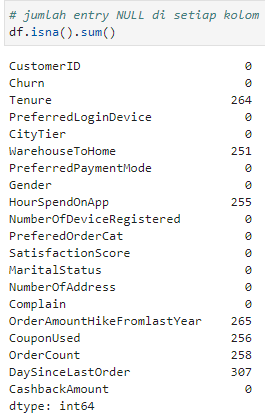 # jumlah entry NULL di setiap kolom
df.isna().sum()
CustomerID 0
Churn 0
Tenure 264
PreferredLoginDevice 0
CityTier 0
WarehouseToHome 251
PreferredPaymentMode 0
Gender 0
HourSpendOnApp 255
NumberOfDeviceRegistered 0
PreferedOrderCat 0
SatisfactionScore 0
MaritalStatus 0
NumberOfAddress 0
Complain 0
OrderAmountHikeFromlastYear 265
CouponUsed 256
OrderCount 258
DaySinceLastOrder 307
CashbackAmount 0
dtype: int64